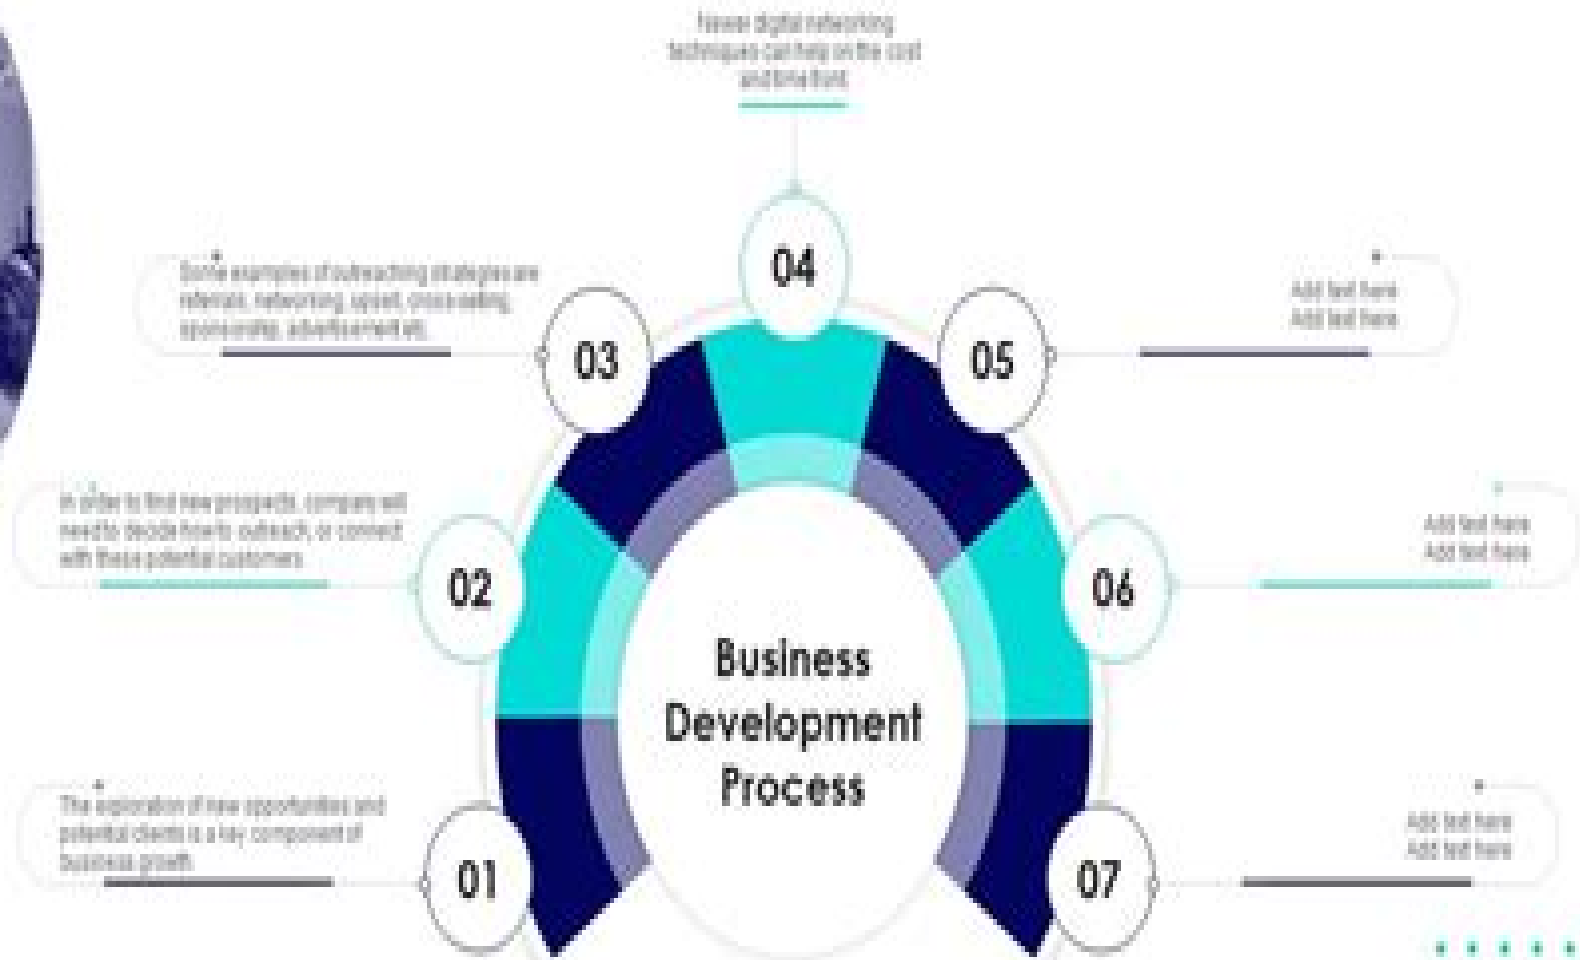 Newer digital networking
techniques can help on the cost
and time front
04
Some examples of outreaching strategies are
referrals, networking, upsell, cross-selling,
sponsorship, advertisement etc.
03
05
Add text here
Add text here
In order to find new prospects, company will
need to decide how to outreach, or connect
with these potential customers
02
06
Add text here
Add text here
Business
Development
Process
The exploration of new opportunities and
potential clients is a key component of
business growth
01
07
Add text here
Add text here